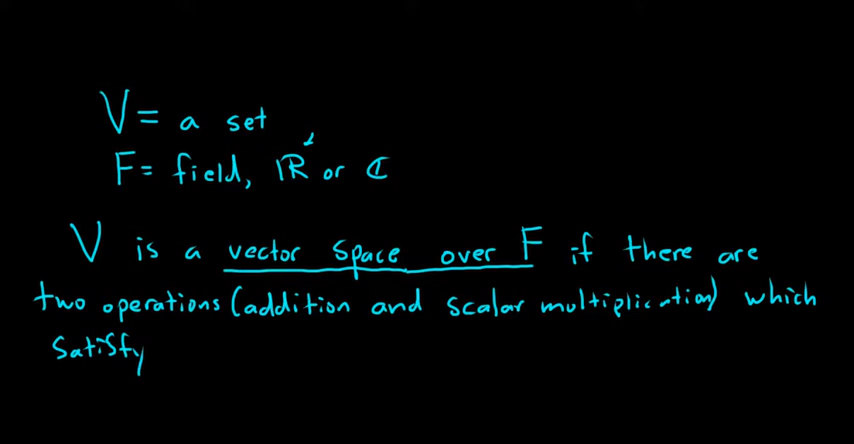 V = a set
F = field, ℝ or ℂ
V is a vector space over F if there are
two operations (addition and scalar multiplication) which
satisfy